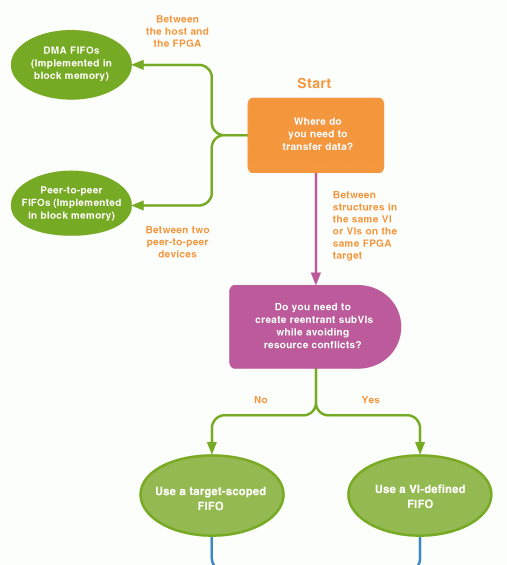 Between
the host and
the FPGA
DMA FIFOs
(Implemented in
block memory)
Start
Where do
you need to
transfer data?
Peer-to-peer
FIFOs (Implemented
in block memory)
Between two
peer-to-peer
devices
Between
structures in
the same VI
or VIs on the
same FPGA
target
Do you need to
create reentrant subVIs
while avoiding
resource conflicts?
No
Yes
Use a target-scoped
FIFO
Use a VI-defined
FIFO